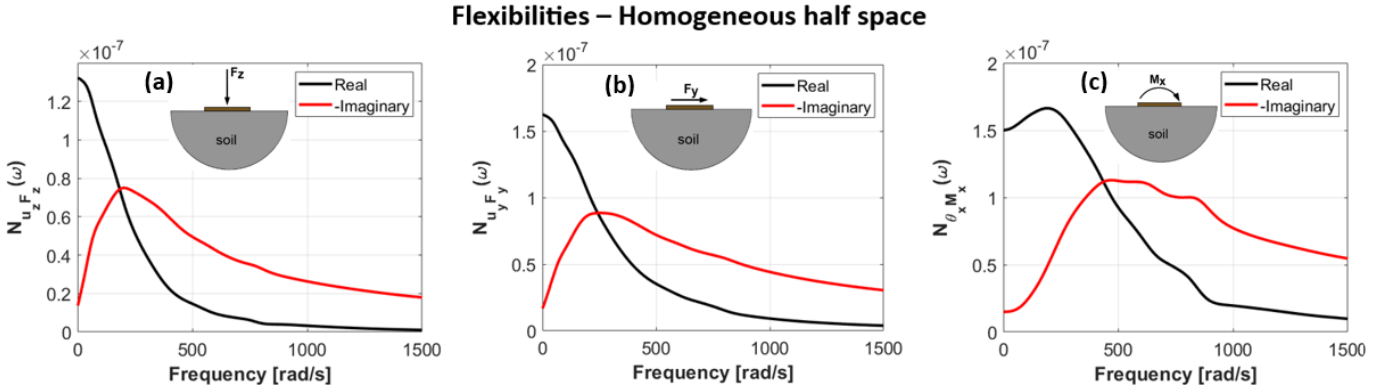 Flexibilities – Homogeneous half space
×10⁻⁷
(a)
F_z
Real
-Imaginary
soil
1.2
1
0.8
0.6
0.4
0.2
0
N_{u_z F_z}(ω)
0 500 1000 1500
Frequency [rad/s]
×10⁻⁷
(b)
F_y
Real
-Imaginary
soil
2
1.5
1
0.5
0
N_{u_y F_y}(ω)
0 500 1000 1500
Frequency [rad/s]
×10⁻⁷
(c)
M_x
Real
-Imaginary
soil
2
1.5
1
0.5
0
N_{θ_x M_x}(ω)
0 500 1000 1500
Frequency [rad/s]